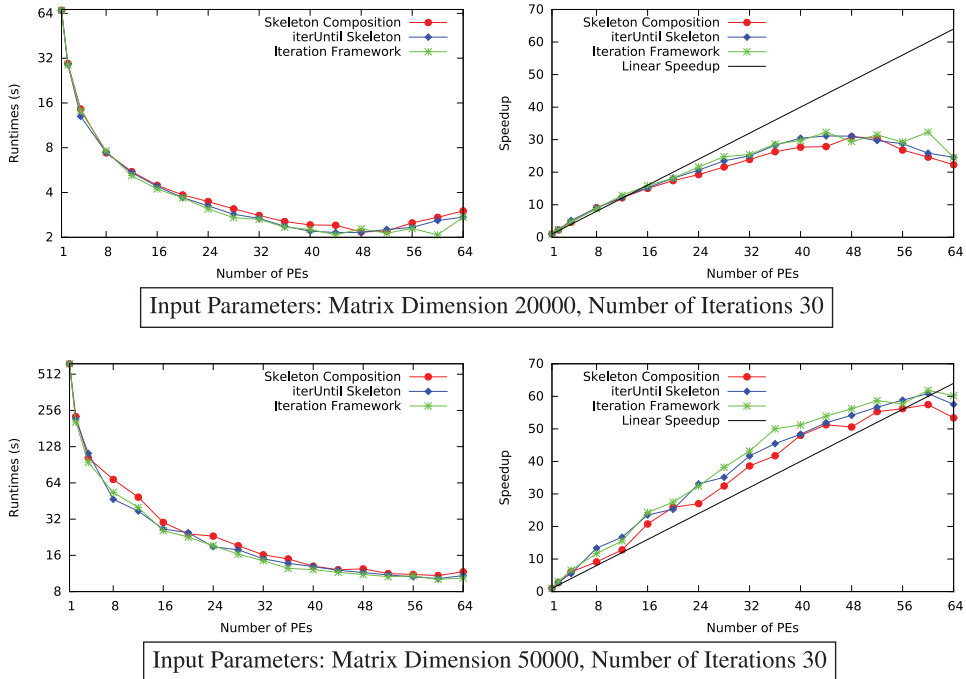 Runtimes (s)
64
32
16
8
4
2
1 8 16 24 32 40 48 56 64
Number of PEs
Skeleton Composition
iterUntil Skeleton
Iteration Framework
Speedup
70
60
50
40
30
20
10
0
1 8 16 24 32 40 48 56 64
Number of PEs
Skeleton Composition
iterUntil Skeleton
Iteration Framework
Linear Speedup
Input Parameters: Matrix Dimension 20000, Number of Iterations 30
Runtimes (s)
512
256
128
64
32
16
8
1 8 16 24 32 40 48 56 64
Number of PEs
Skeleton Composition
iterUntil Skeleton
Iteration Framework
Speedup
70
60
50
40
30
20
10
0
1 8 16 24 32 40 48 56 64
Number of PEs
Skeleton Composition
iterUntil Skeleton
Iteration Framework
Linear Speedup
Input Parameters: Matrix Dimension 50000, Number of Iterations 30